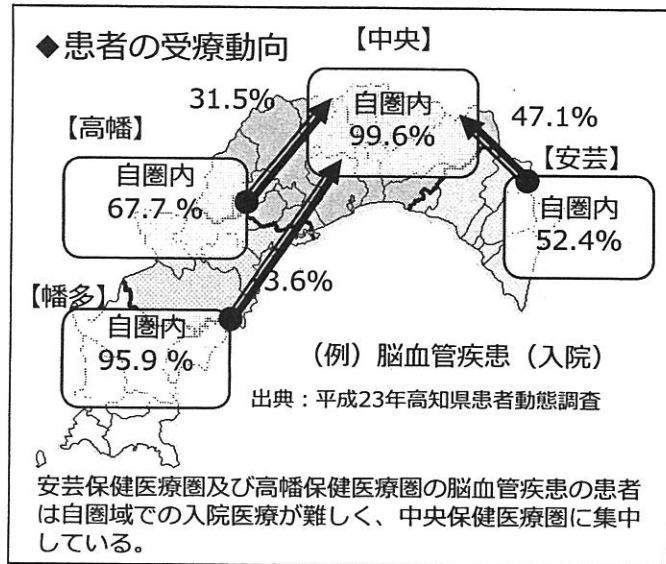 ◆患者の受療動向
【中央】
31.5%
自圏内
99.6%
47.1%
【高幡】
自圏内
67.7 %
【安芸】
自圏内
52.4%
3.6%
【幡多】
自圏内
95.9 %
（例）脳血管疾患（入院）
出典：平成23年高知県患者動態調査
安芸保健医療圏及び高幡保健医療圏の脳血管疾患の患者
は自圏域での入院医療が難しく、中央保健医療圏に集中
している。